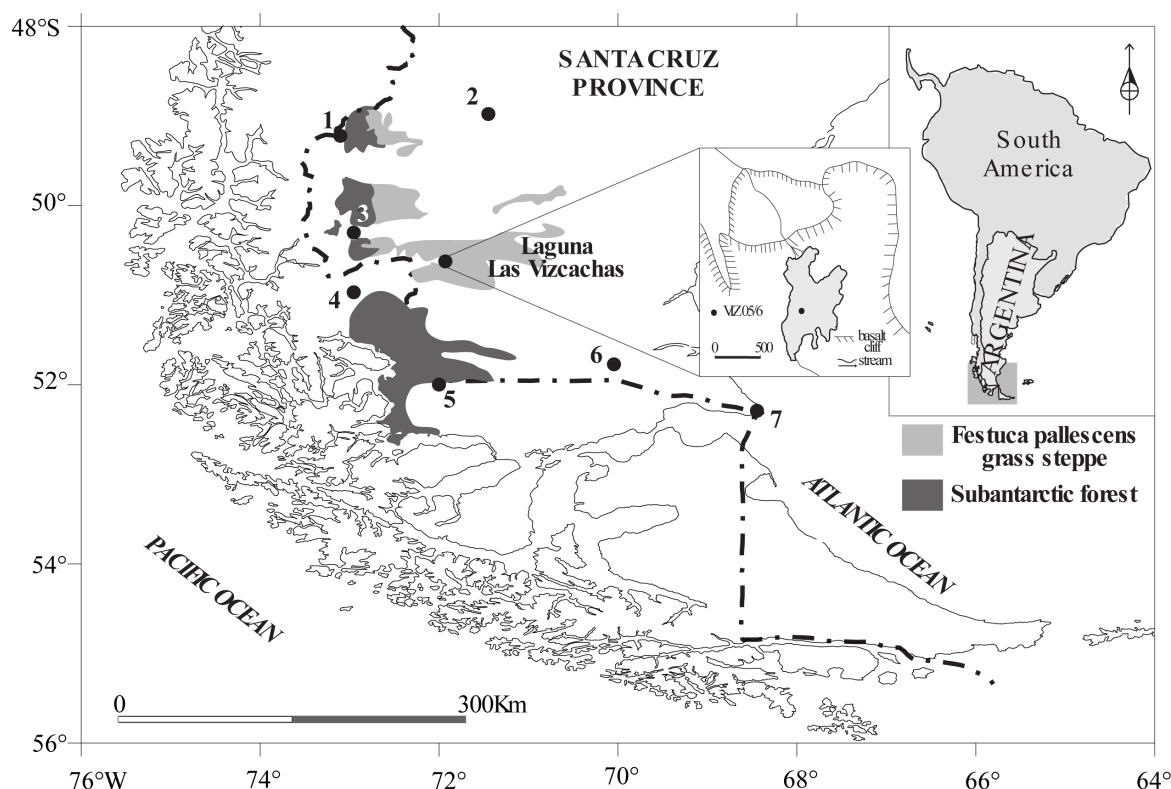 48°S
50°
52°
54°
56°
76°W
74°
72°
70°
68°
66°
64°
SANTA CRUZ
PROVINCE
1
2
3
4
5
6
7
Laguna
Las Vizcachas
VIZ.05/6
0
500
basalt
cliff
stream
South
America
ARGENTINA
Festuca pallescens
grass steppe
Subantarctic forest
ATLANTIC OCEAN
PACIFIC OCEAN
0
300Km